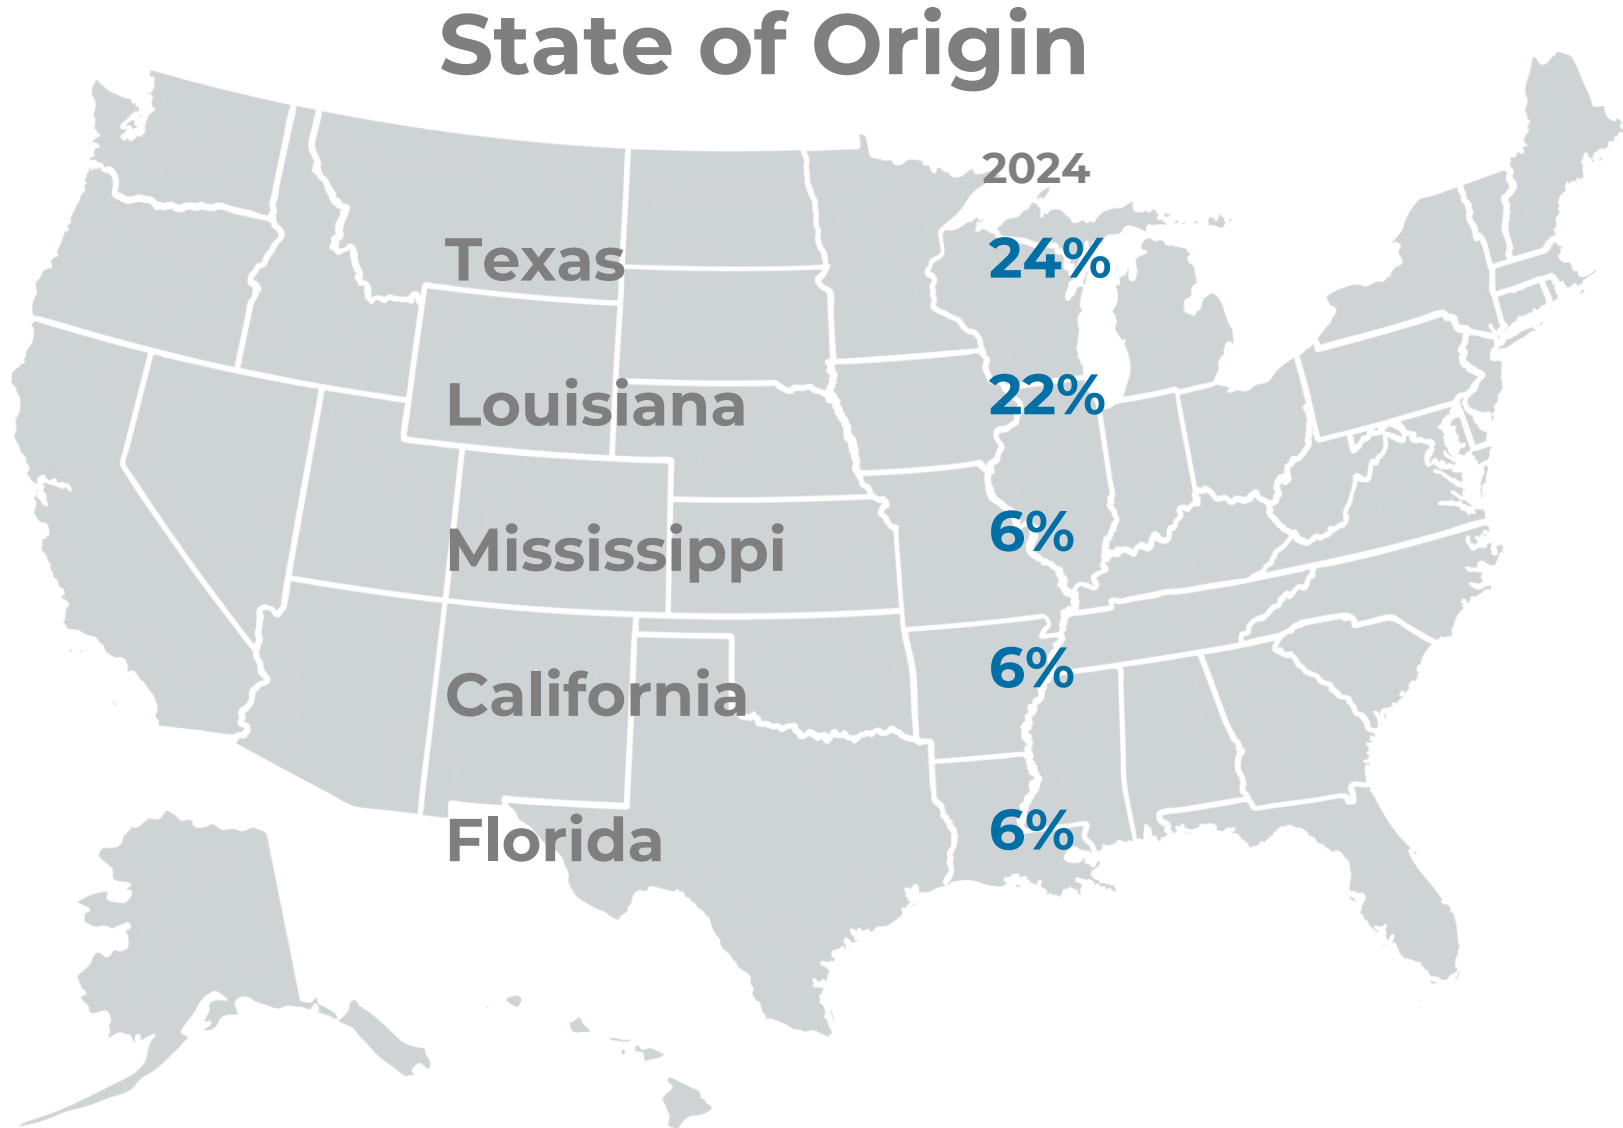 State of Origin
2024
Texas 24%
Louisiana 22%
Mississippi 6%
California 6%
Florida 6%